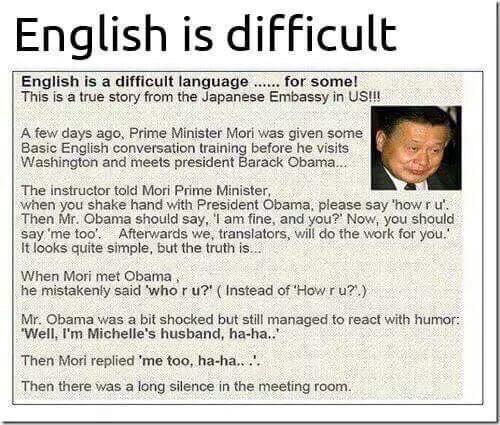 English is difficult
English is a difficult language ...... for some!
This is a true story from the Japanese Embassy in US!!!
A few days ago, Prime Minister Mori was given some
Basic English conversation training before he visits
Washington and meets president Barack Obama...
The instructor told Mori Prime Minister,
when you shake hand with President Obama, please say 'how r u'.
Then Mr. Obama should say, 'I am fine, and you?' Now, you should
say 'me too'. Afterwards we, translators, will do the work for you.'
It looks quite simple, but the truth is...
When Mori met Obama ,
he mistakenly said 'who r u?' ( Instead of 'How r u?'.)
Mr. Obama was a bit shocked but still managed to react with humor:
'Well, I'm Michelle's husband, ha-ha..'
Then Mori replied 'me too, ha-ha.. .'.
Then there was a long silence in the meeting room.